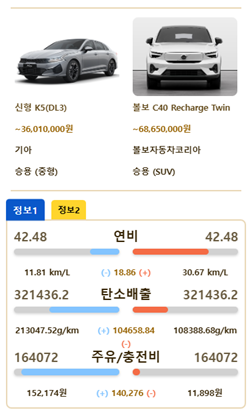 신형 K5(DL3)
볼보 C40 Recharge Twin
~36,010,000원
~68,650,000원
기아
볼보자동차코리아
승용 (중형)
승용 (SUV)
정보1
정보2
42.48 연비 42.48
11.81 km/L (-) 18.86 (+) 30.67 km/L
321436.2 탄소배출 321436.2
213047.52g/km (+) 104658.84 (-) 108388.68g/km
164072 주유/충전비 164072
152,174원 (+) 140,276 (-) 11,898원